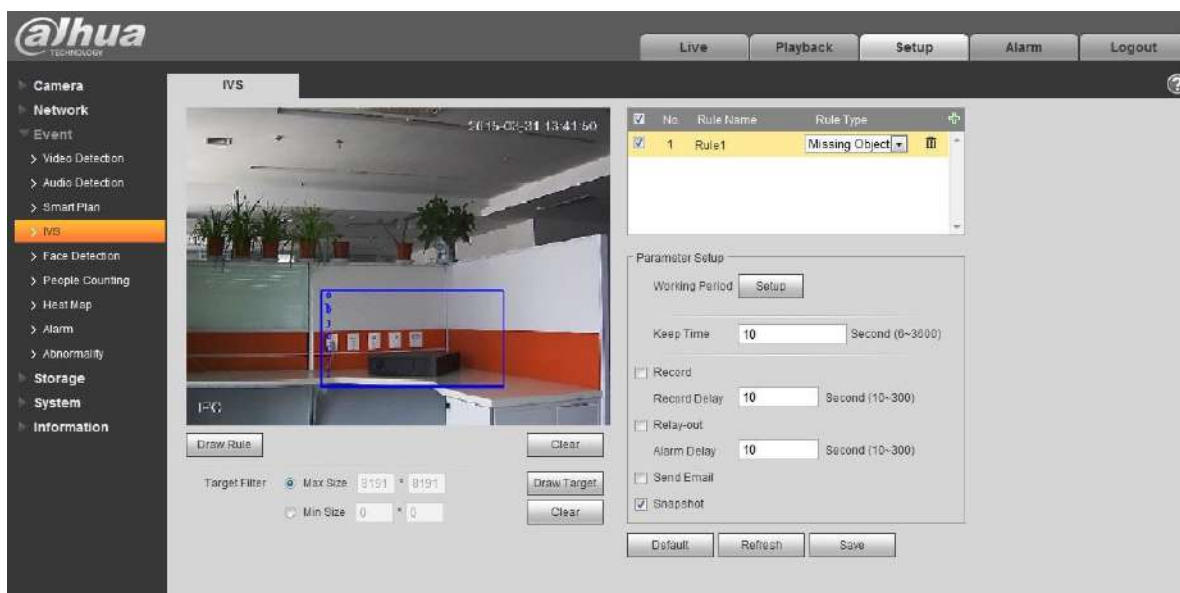 alhua
TECHNOLOGY
Live
Playback
Setup
Alarm
Logout
Camera
Network
Event
Video Detection
Audio Detection
Smart Plan
IVS
Face Detection
People Counting
Heat Map
Alarm
Abnormality
Storage
System
Information
IVS
2015-03-31 13:41:50
IPC
Draw Rule
Clear
Target Filter
Max Size 8191 * 8191
Draw Target
Min Size 0 * 0
Clear
No. Rule Name Rule Type
1 Rule1 Missing Object
Parameter Setup
Working Period Setup
Keep Time 10 Second (6~3600)
Record
Record Delay 10 Second (10~300)
Relay-out
Alarm Delay 10 Second (10~300)
Send Email
Snapshot
Default
Refresh
Save